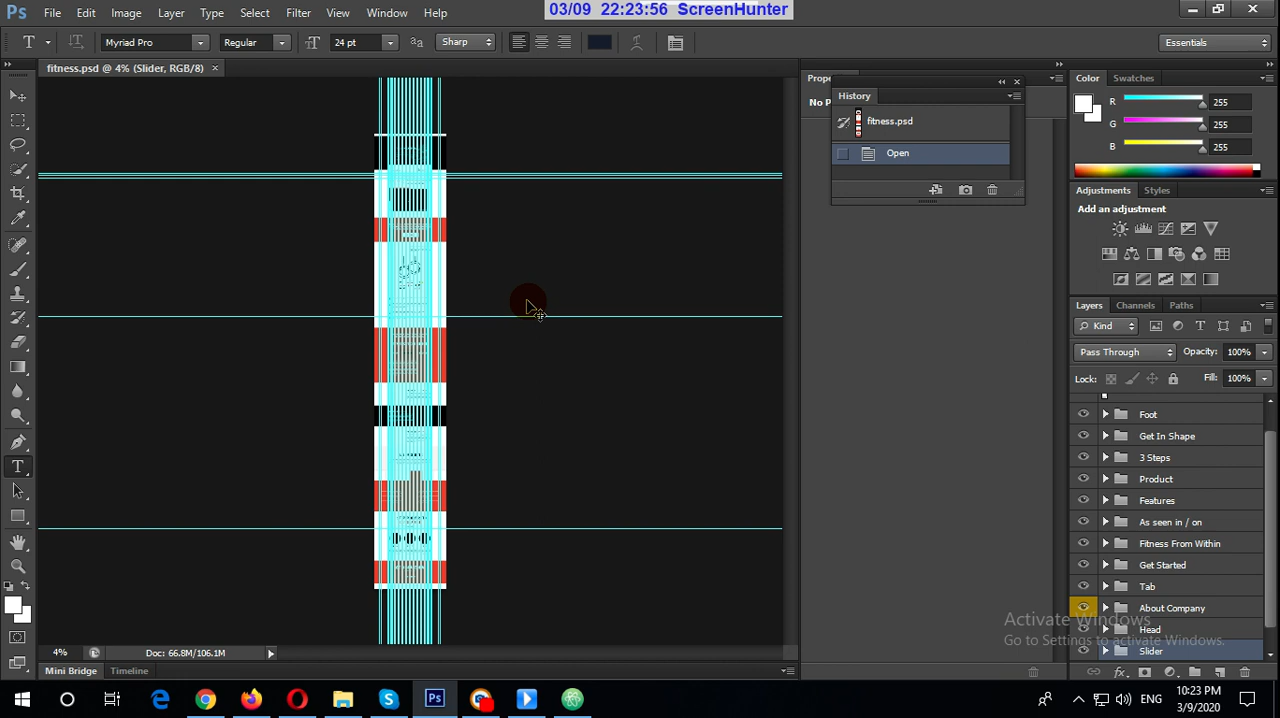 03/09 22:23:56 ScreenHunter
Ps File Edit Image Layer Type Select Filter View Window Help
T T Myriad Pro Regular 24 pt aa Sharp Essentials
fitness.psd @ 4% (Slider, RGB/8) ×
History
fitness.psd
Open
Color Swatches
R 255
G 255
B 255
Adjustments Styles
Add an adjustment
Layers Channels Paths
Kind
Pass Through Opacity: 100%
Lock: Fill: 100%
Foot
Get In Shape
3 Steps
Product
Features
As seen in / on
Fitness From Within
Get Started
Tab
About Company
Head
Slider
Activate Windows
Go to Settings to activate Windows.
4% Doc: 66.8M/106.1M
Mini Bridge Timeline
ENG
10:23 PM
3/9/2020